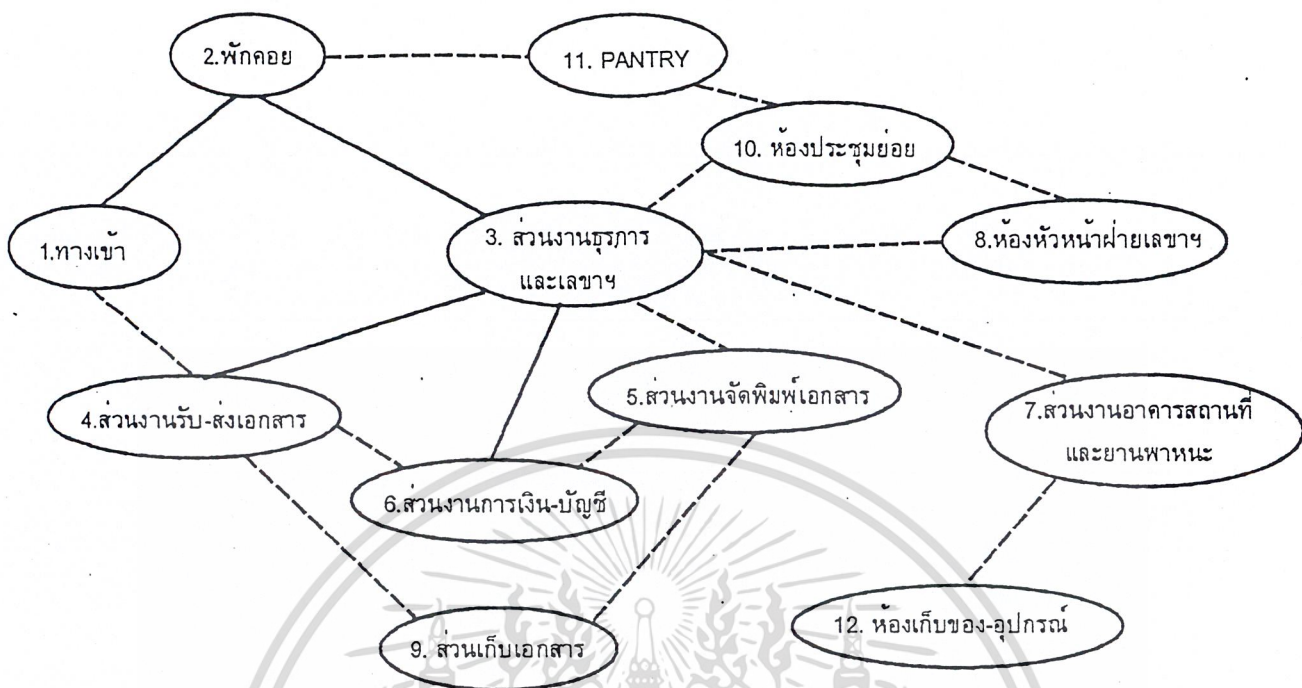 2.พักคอย
11. PANTRY
10. ห้องประชุมย่อย
1.ทางเข้า
3. ส่วนงานธุรการ
และเลขาฯ
8.ห้องหัวหน้าฝ่ายเลขาฯ
4.ส่วนงานรับ-ส่งเอกสาร
5.ส่วนงานจัดพิมพ์เอกสาร
7.ส่วนงานอาคารสถานที่
และยานพาหนะ
6.ส่วนงานการเงิน-บัญชี
9. ส่วนเก็บเอกสาร
12. ห้องเก็บของ-อุปกรณ์